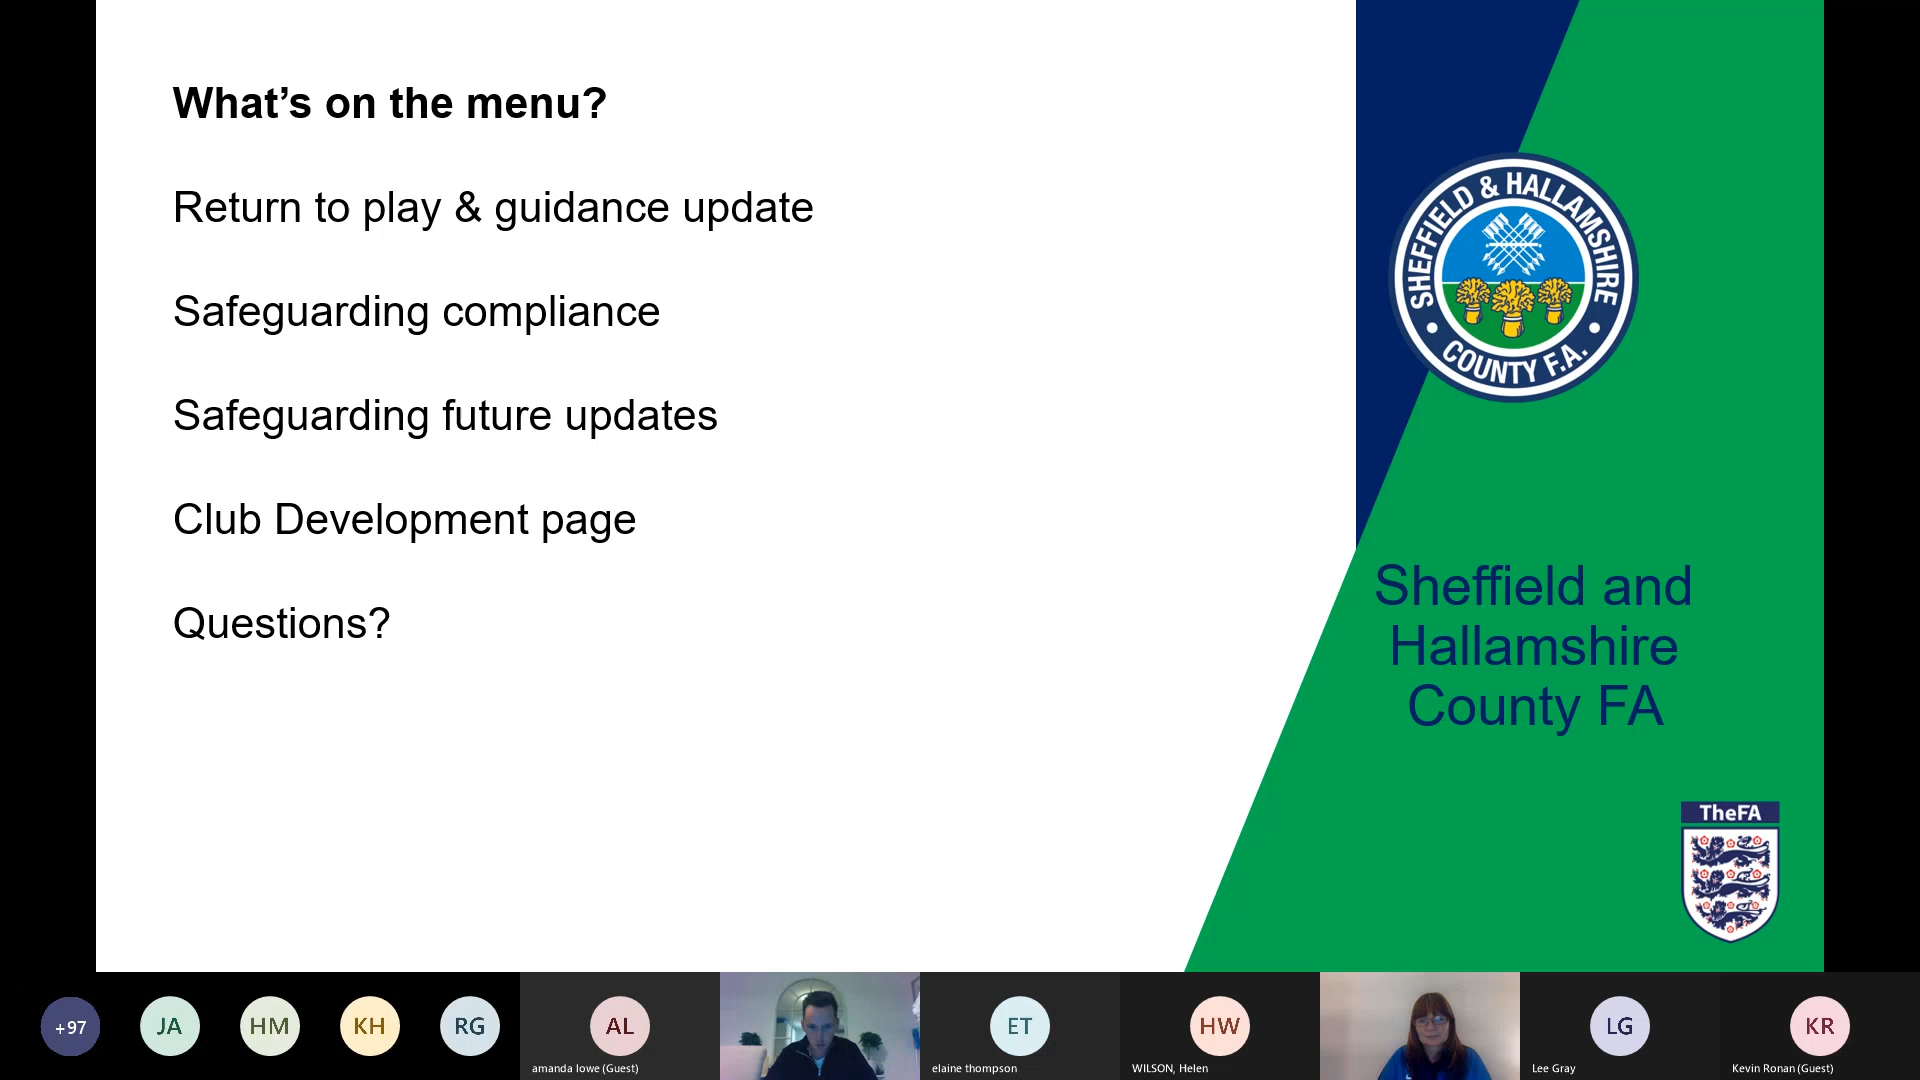 What’s on the menu?
Return to play & guidance update
Safeguarding compliance
Safeguarding future updates
Club Development page
Questions?
SHEFFIELD & HALLAMSHIRE
COUNTY F.A.
Sheffield and
Hallamshire
County FA
TheFA
+97
JA
HM
KH
RG
AL
amanda lowe (Guest)
ET
elaine thompson
HW
WILSON, Helen
LG
Lee Gray
KR
Kevin Ronan (Guest)